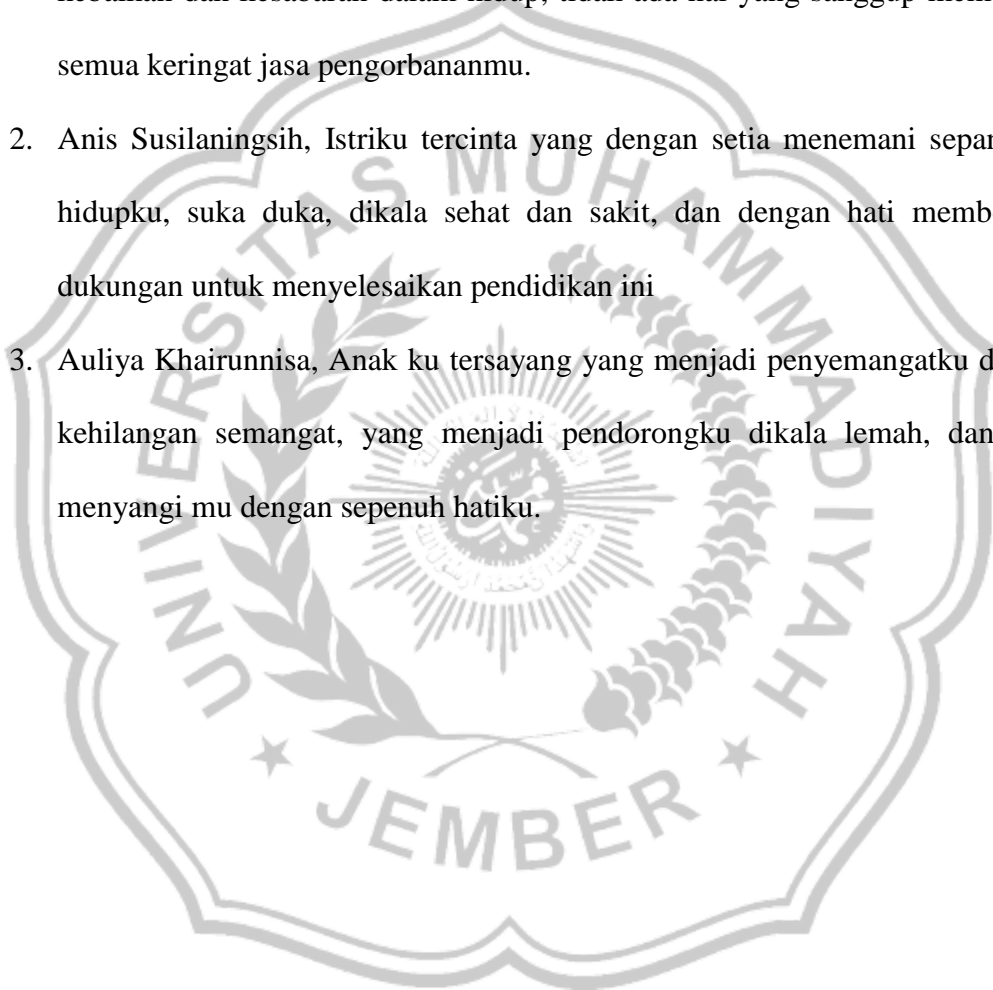 kebaikan dan kesabaran dalam hidup, tidak ada hal yang sanggup
semua keringat jasa pengorbananmu.
2. Anis Susilaningsih, Istriku tercinta yang dengan setia menemani separ
hidupku, suka duka, dikala sehat dan sakit, dan dengan hati memb
dukungan untuk menyelesaikan pendidikan ini
3. Auliya Khairunnisa, Anak ku tersayang yang menjadi penyemangatku d
kehilangan semangat, yang menjadi pendorongku dikala lemah, dan
menyangi mu dengan sepenuh hatiku.
UNIVERSITAS MUHAMMADIYAH
JEMBER